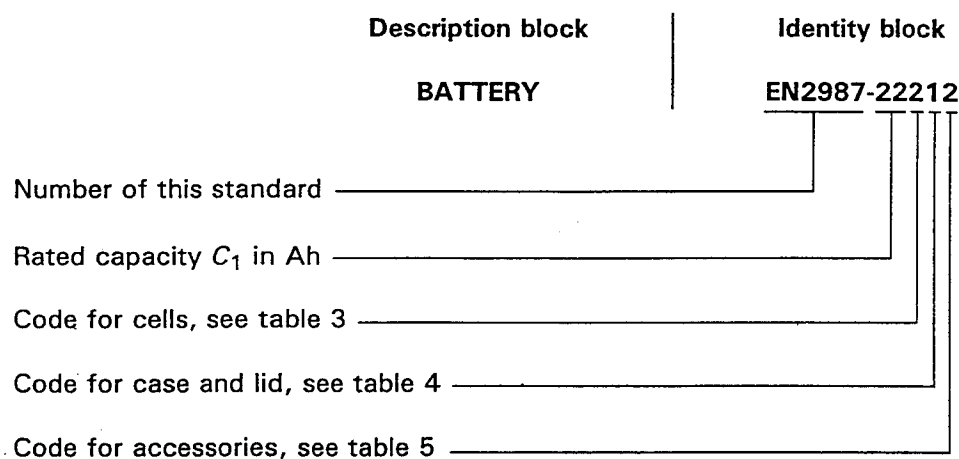 Description block Identity block
BATTERY EN2987-22212
Number of this standard
Rated capacity C1 in Ah
Code for cells, see table 3
Code for case and lid, see table 4
Code for accessories, see table 5